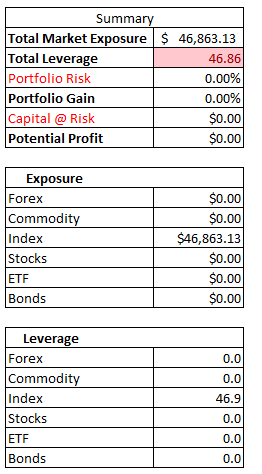 Summary
Total Market Exposure $ 46,863.13
Total Leverage 46.86
Portfolio Risk 0.00%
Portfolio Gain 0.00%
Capital @ Risk $0.00
Potential Profit $0.00
Exposure
Forex $0.00
Commodity $0.00
Index $46,863.13
Stocks $0.00
ETF $0.00
Bonds $0.00
Leverage
Forex 0.0
Commodity 0.0
Index 46.9
Stocks 0.0
ETF 0.0
Bonds 0.0